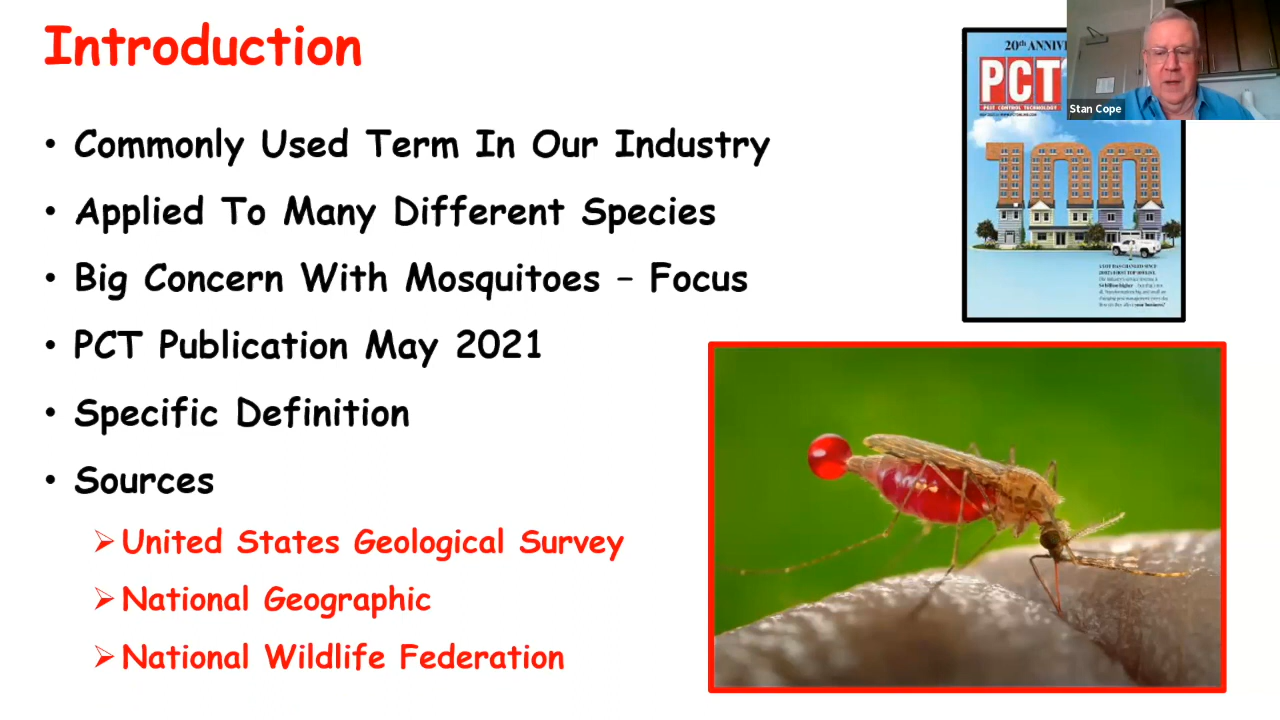 Introduction
• Commonly Used Term In Our Industry
• Applied To Many Different Species
• Big Concern With Mosquitoes – Focus
• PCT Publication May 2021
• Specific Definition
• Sources
➢ United States Geological Survey
➢ National Geographic
➢ National Wildlife Federation
20th ANNIV
PCT
PEST CONTROL TECHNOLOGY
100
Stan Cope